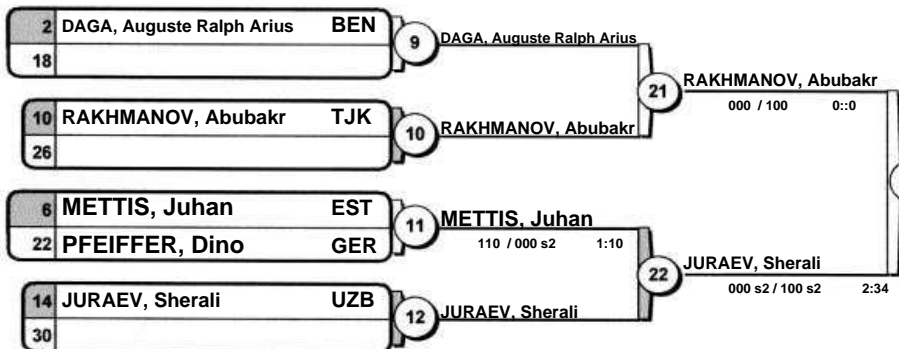 2 DAGA, Auguste Ralph Arius BEN
18
9
DAGA, Auguste Ralph Arius
10 RAKHMANOV, Abubakr TJK
26
10
RAKHMANOV, Abubakr
21
RAKHMANOV, Abubakr
000 / 100 0::0
6 METTIS, Juhan EST
22 PFEIFFER, Dino GER
11
METTIS, Juhan
110 / 000 s2 1:10
14 JURAEV, Sherali UZB
30
12
JURAEV, Sherali
22
JURAEV, Sherali
000 s2 / 100 s2 2:34